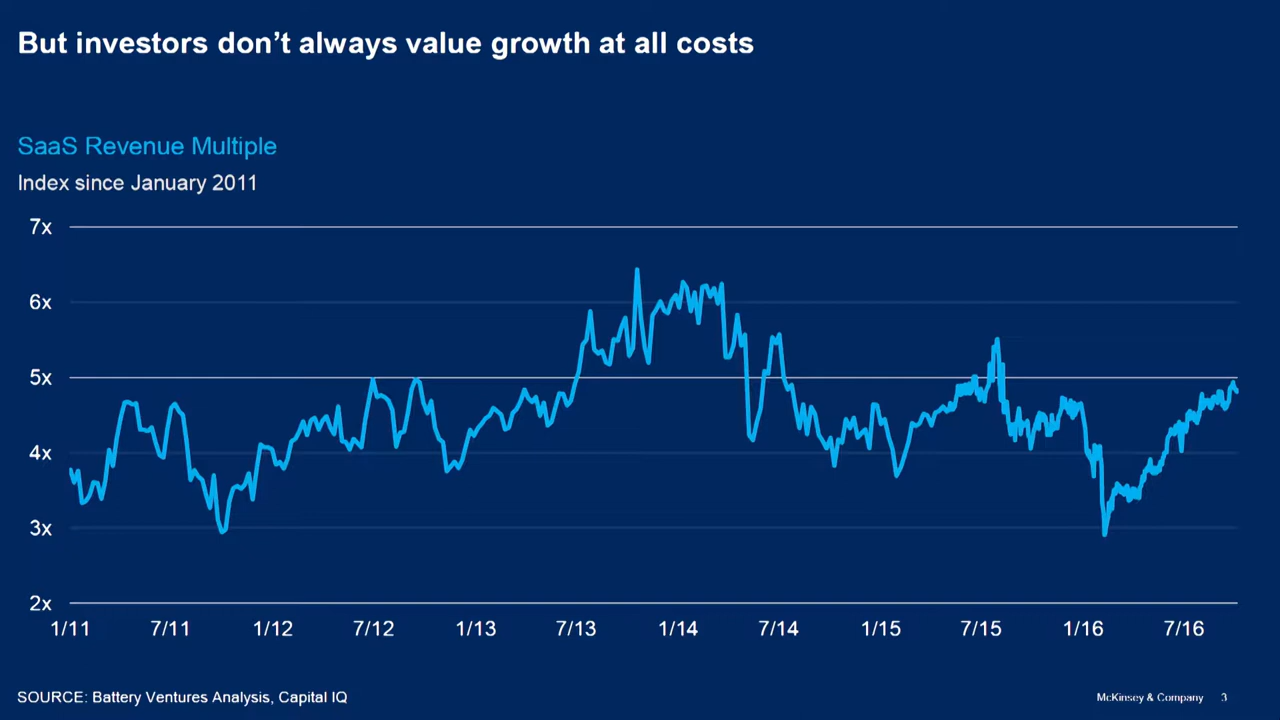 But investors don’t always value growth at all costs
SaaS Revenue Multiple
Index since January 2011
7x
6x
5x
4x
3x
2x
1/11 7/11 1/12 7/12 1/13 7/13 1/14 7/14 1/15 7/15 1/16 7/16
SOURCE: Battery Ventures Analysis, Capital IQ
McKinsey & Company 3